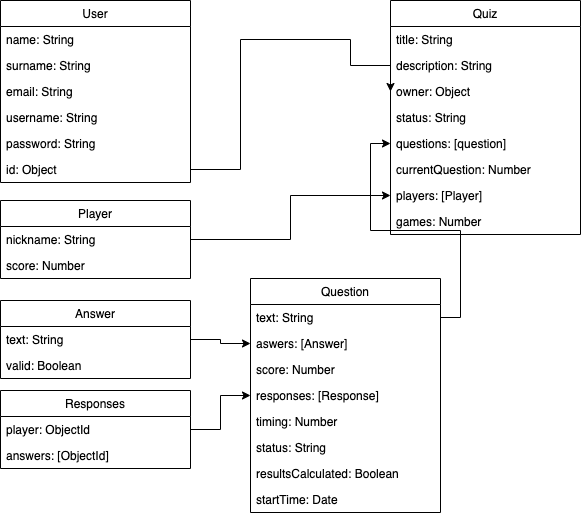 User
name: String
surname: String
email: String
username: String
password: String
id: Object
Quiz
title: String
description: String
owner: Object
status: String
questions: [question]
currentQuestion: Number
players: [Player]
games: Number
Player
nickname: String
score: Number
Answer
text: String
valid: Boolean
Responses
player: ObjectId
answers: [ObjectId]
Question
text: String
aswers: [Answer]
score: Number
responses: [Response]
timing: Number
status: String
resultsCalculated: Boolean
startTime: Date